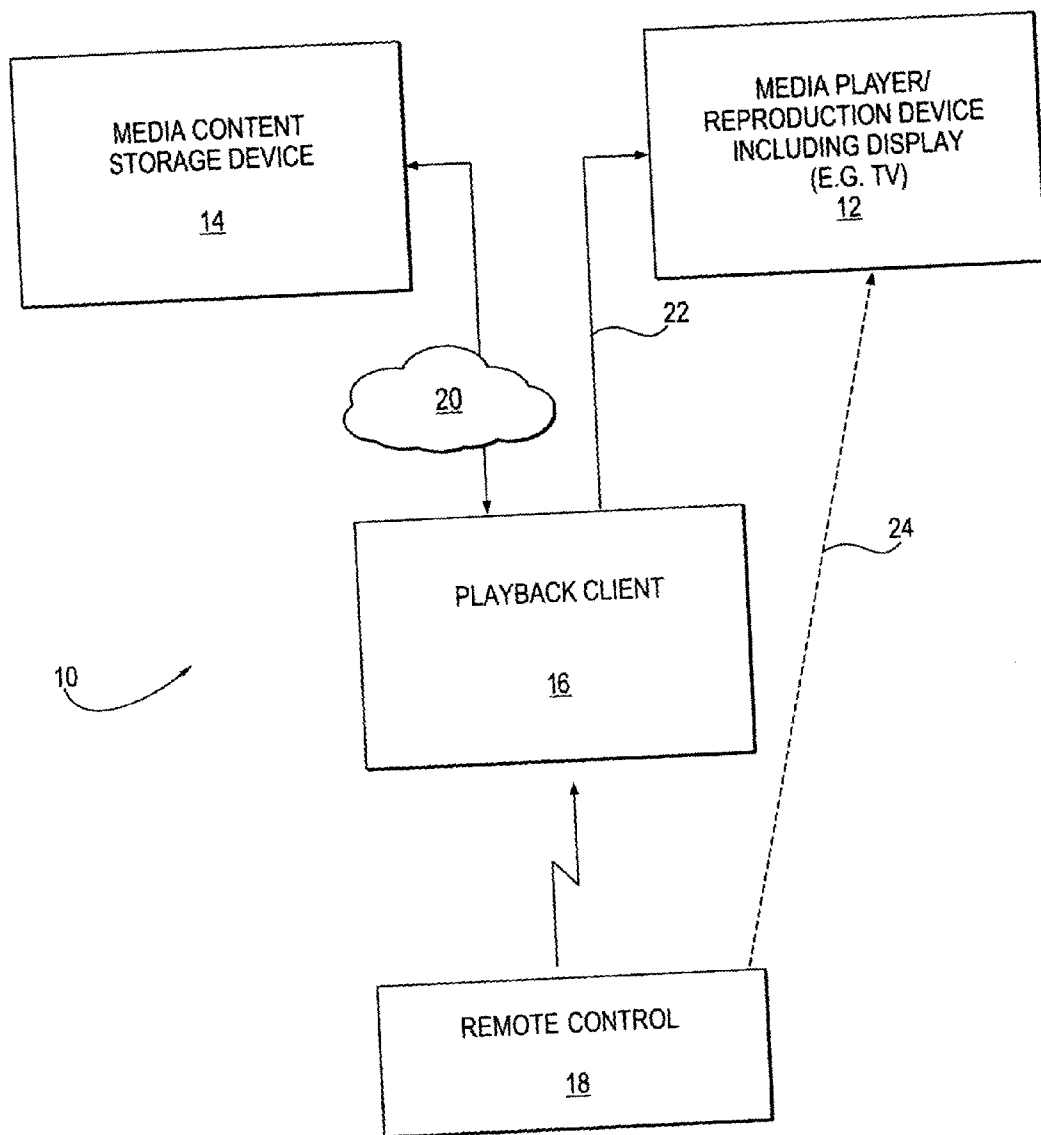 MEDIA CONTENT
STORAGE DEVICE
14
MEDIA PLAYER/
REPRODUCTION DEVICE
INCLUDING DISPLAY
(E.G. TV)
12
22
20
24
PLAYBACK CLIENT
16
10
REMOTE CONTROL
18